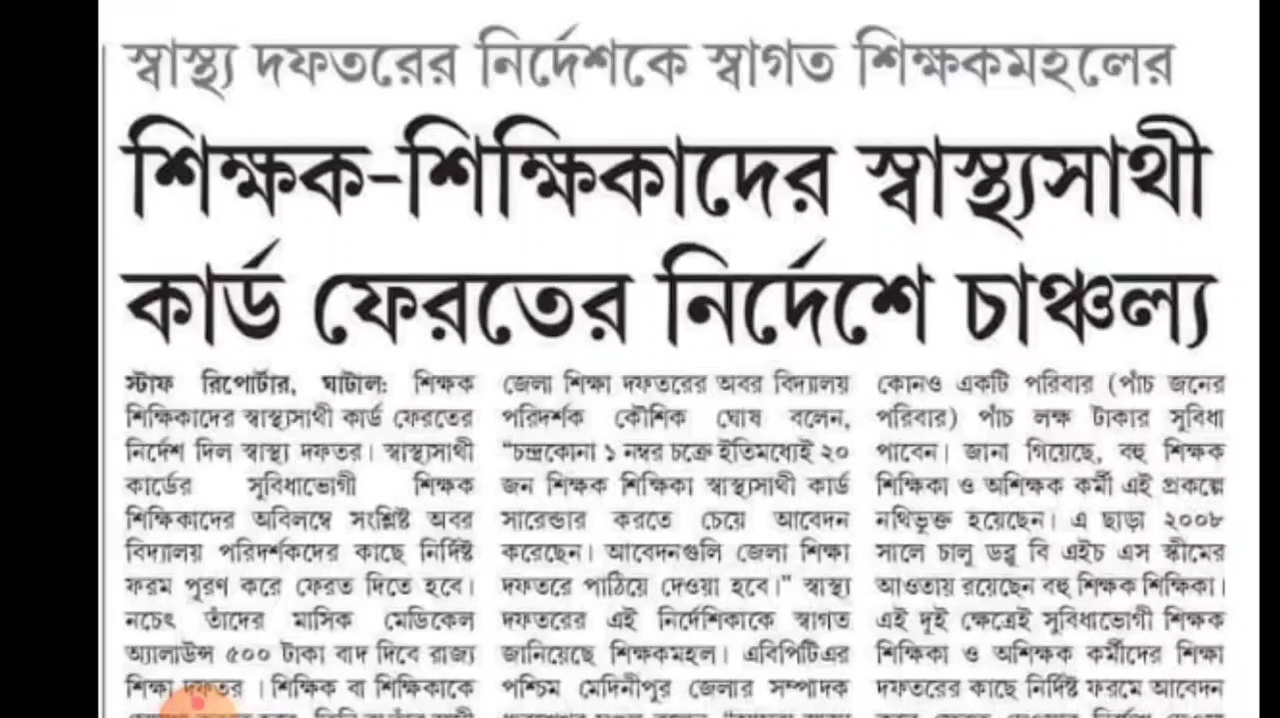 স্বাস্থ্য দফতরের নির্দেশকে স্বাগত শিক্ষকমহলের
শিক্ষক-শিক্ষিকাদের স্বাস্থ্যসাথী
কার্ড ফেরতের নির্দেশে চাঞ্চল্য
স্টাফ রিপোর্টার, ঘাটাল: শিক্ষক
শিক্ষিকাদের স্বাস্থ্যসাথী কার্ড ফেরতের
নির্দেশ দিল স্বাস্থ্য দফতর। স্বাস্থ্যসাথী
কার্ডের সুবিধাভোগী শিক্ষক
শিক্ষিকাদের অবিলম্বে সংশ্লিষ্ট অবর
বিদ্যালয় পরিদর্শকদের কাছে নির্দিষ্ট
ফরম পূরণ করে ফেরত দিতে হবে।
নচেৎ তাঁদের মাসিক মেডিকেল
অ্যালাউন্স ৫০০ টাকা বাদ দিবে রাজ্য
শিক্ষা দফতর । শিক্ষিক বা শিক্ষিকাকে
জেলা শিক্ষা দফতরের অবর বিদ্যালয়
পরিদর্শক কৌশিক ঘোষ বলেন,
"চন্দ্রকোনা ১ নম্বর চক্রে ইতিমধ্যেই ২০
জন শিক্ষক শিক্ষিকা স্বাস্থ্যসাথী কার্ড
সারেন্ডার করতে চেয়ে আবেদন
করেছেন। আবেদনগুলি জেলা শিক্ষা
দফতরে পাঠিয়ে দেওয়া হবে।" স্বাস্থ্য
দফতরের এই নির্দেশিকাকে স্বাগত
জানিয়েছে শিক্ষকমহল। এবিপিটিএর
পশ্চিম মেদিনীপুর জেলার সম্পাদক
কোনও একটি পরিবার (পাঁচ জনের
পরিবার) পাঁচ লক্ষ টাকার সুবিধা
পাবেন। জানা গিয়েছে, বহু শিক্ষক
শিক্ষিকা ও অশিক্ষক কর্মী এই প্রকল্পে
নথিভুক্ত হয়েছেন। এ ছাড়া ২০০৮
সালে চালু ডব্লু বি এইচ এস স্কীমের
আওতায় রয়েছেন বহু শিক্ষক শিক্ষিকা।
এই দুই ক্ষেত্রেই সুবিধাভোগী শিক্ষক
শিক্ষিকা ও অশিক্ষক কর্মীদের শিক্ষা
দফতরের কাছে নির্দিষ্ট ফরমে আবেদন